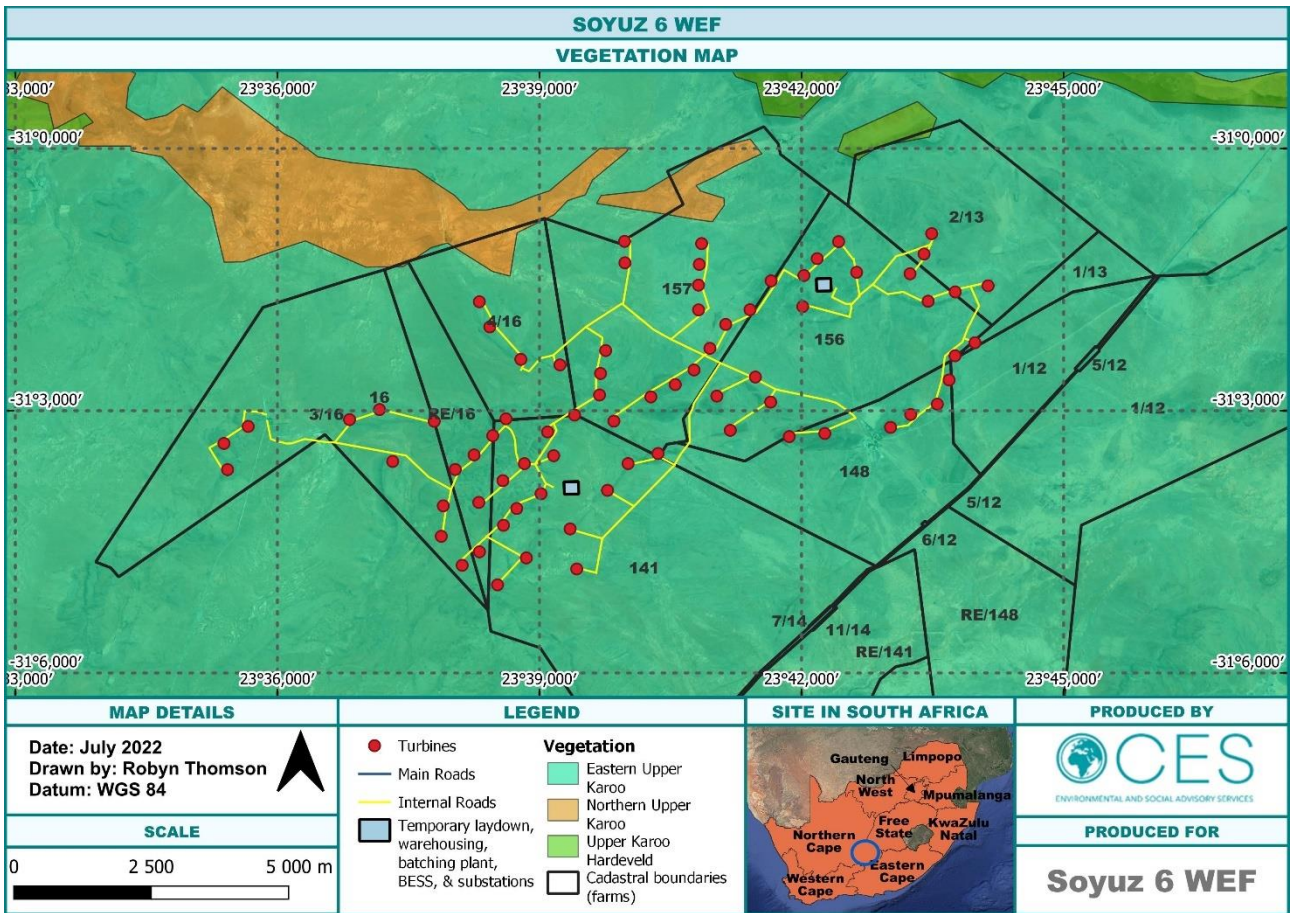 SOYUZ 6 WEF
VEGETATION MAP
33,000′ 23°36,000′ 23°39,000′ 23°42,000′ 23°45,000′
-31°0,000′ -31°0,000′
2/13
1/13
157
4/16
156
5/12
1/12
1/12
-31°3,000′ -31°3,000′
16
3/16
RE/16
148
5/12
6/12
141
7/14
11/14
RE/148
RE/141
-31°6,000′ -31°6,000′
33,000′ 23°36,000′ 23°39,000′ 23°42,000′ 23°45,000′
MAP DETAILS
Date: July 2022
Drawn by: Robyn Thomson
Datum: WGS 84
SCALE
0 2 500 5 000 m
LEGEND
Turbines
Main Roads
Internal Roads
Temporary laydown,
warehousing,
batching plant,
BESS, & substations
Vegetation
Eastern Upper
Karoo
Northern Upper
Karoo
Upper Karoo
Hardeveld
Cadastral boundaries
(farms)
SITE IN SOUTH AFRICA
Limpopo
Gauteng
North
West
Mpumalanga
Free
State
KwaZulu
Natal
Northern
Cape
Eastern
Cape
Western
Cape
PRODUCED BY
CES
ENVIRONMENTAL AND SOCIAL ADVISORY SERVICES
PRODUCED FOR
Soyuz 6 WEF